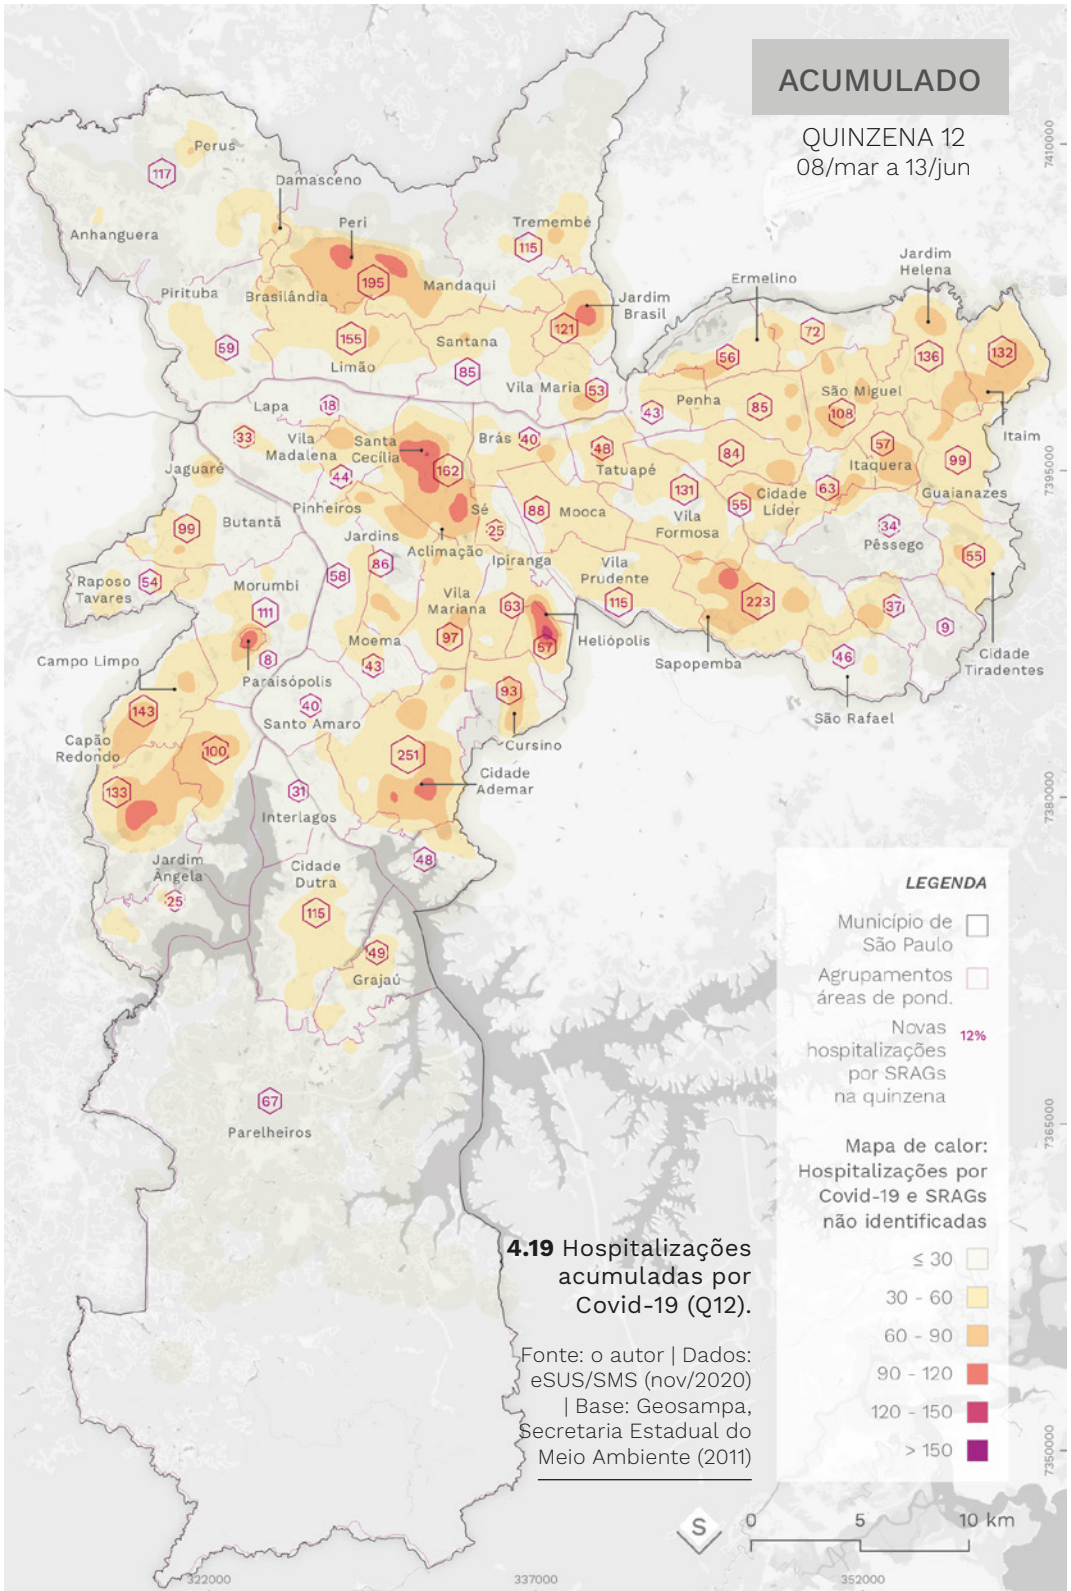 ACUMULADO
QUINZENA 12
08/mar a 13/jun
7410000
Perus
117
Damasceno
Peri
Tremembé
115
Anhanguera
Jardim
Helena
Ermelino
195
Mandaqui
Pirituba
Brasilândia
Jardim
Brasil
121
72
155
59
Limão
Santana
85
56
136
132
Vila Maria
53
Penha
São Miguel
Lapa
18
43
85
108
33
Vila
Madalena
Santa
Cecília
Brás
40
48
Tatuapé
84
57
Itaim
Itaquera
99
7395000
Jaguaré
44
162
131
63
Guaianazes
Pinheiros
Sé
88
Mooca
Vila
Formosa
55
Cidade
Líder
99
Butantã
25
34
Pêssego
Jardins
Aclimação
Ipiranga
55
86
58
Raposo
Tavares
54
Morumbi
111
Vila
Mariana
63
Vila
Prudente
115
223
37
9
Moema
97
57
Heliópolis
Campo Limpo
8
43
Sapopemba
46
Cidade
Tiradentes
Paraisópolis
143
40
Santo Amaro
93
São Rafael
Capão
Redondo
100
251
Cursino
133
31
Cidade
Ademar
Interlagos
7380000
Jardim
Ângela
48
Cidade
Dutra
25
115
49
Grajaú
67
Parelheiros
LEGENDA
Município de
São Paulo
Agrupamentos
áreas de pond.
Novas
hospitalizações
por SRAGs
na quinzena
12%
7365000
Mapa de calor:
Hospitalizações por
Covid-19 e SRAGs
não identificadas
≤ 30
30 - 60
60 - 90
90 - 120
120 - 150
> 150
7350000
4.19 Hospitalizações
acumuladas por
Covid-19 (Q12).
Fonte: o autor | Dados:
eSUS/SMS (nov/2020)
| Base: Geosampa,
Secretaria Estadual do
Meio Ambiente (2011)
S
0 5 10 km
322000 337000 352000